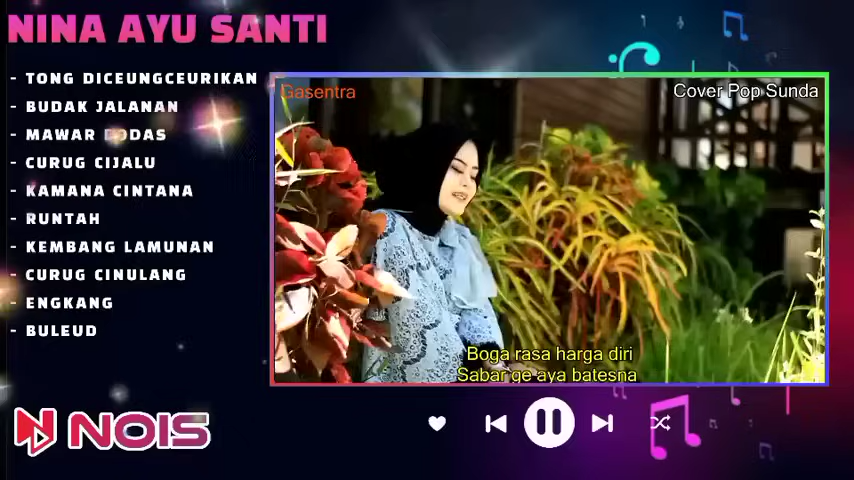 NINA AYU SANTI
- TONG DICEUNGCEURIKAN
- BUDAK JALANAN
- MAWAR BODAS
- CURUG CIJALU
- KAMANA CINTANA
- RUNTAH
- KEMBANG LAMUNAN
- CURUG CINULANG
- ENGKANG
- BULEUD
Gasentra
Cover Pop Sunda
Boga rasa harga diri
Sabar ge aya batesna
NOIS